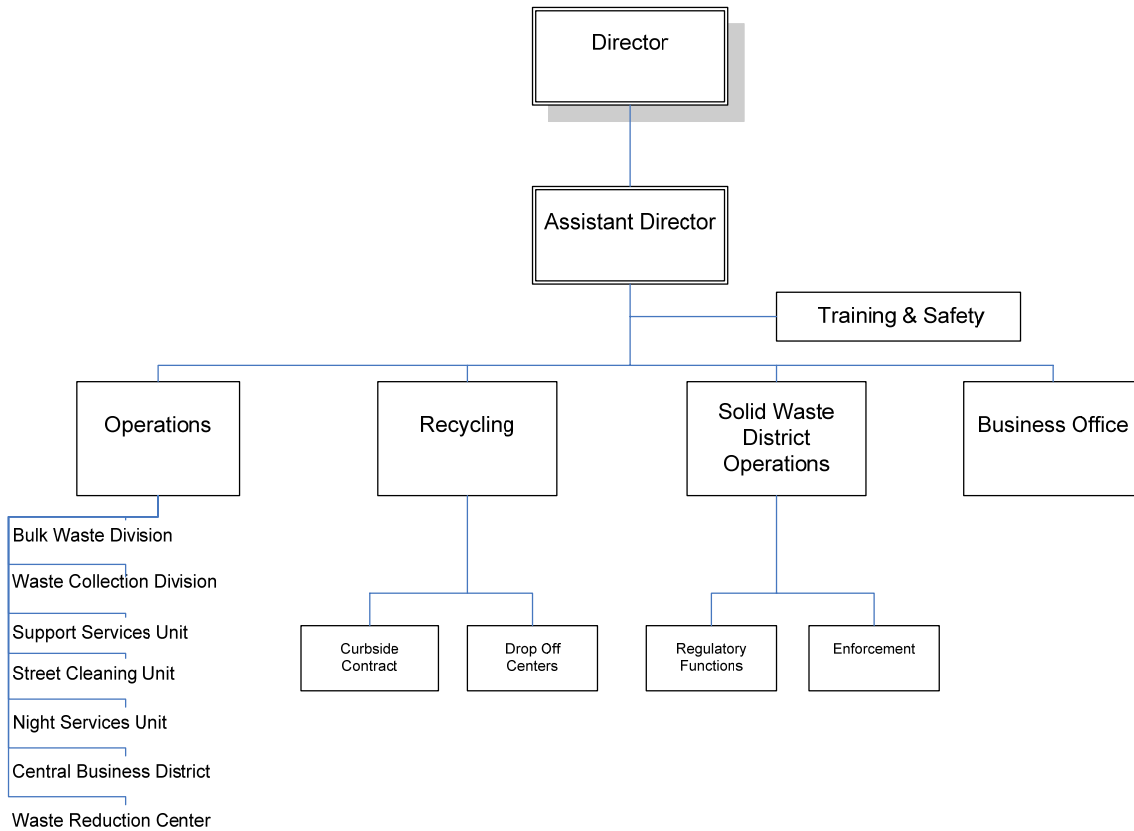 Director
Assistant Director
Training & Safety
Operations
Recycling
Solid Waste
District
Operations
Business Office
Bulk Waste Division
Waste Collection Division
Support Services Unit
Street Cleaning Unit
Night Services Unit
Central Business District
Waste Reduction Center
Curbside
Contract
Drop Off
Centers
Regulatory
Functions
Enforcement